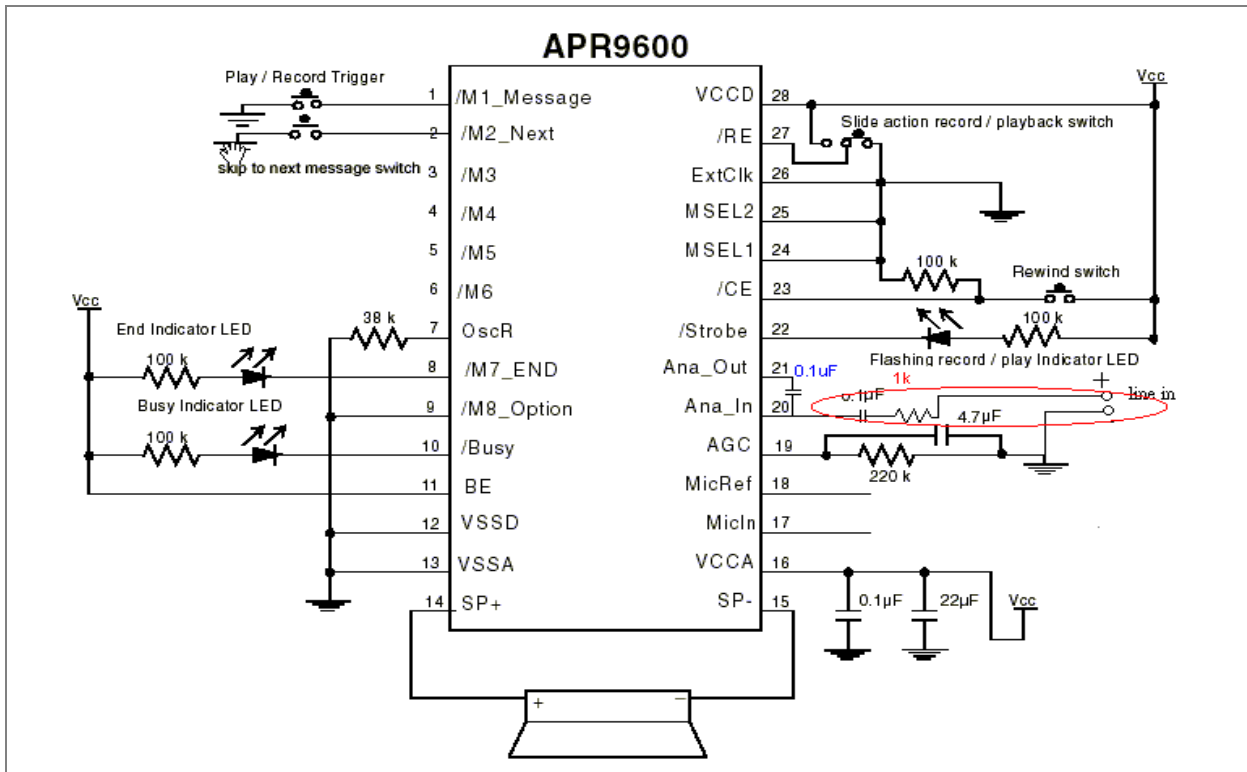 APR9600
Play / Record Trigger
skip to next message switch
1 /M1_Message
2 /M2_Next
3 /M3
4 /M4
5 /M5
6 /M6
38 k
7 OscR
Vcc
End Indicator LED
100 k
8 /M7_END
9 /M8_Option
Busy Indicator LED
100 k
10 /Busy
11 BE
12 VSSD
13 VSSA
14 SP+
VCCD 28
Vcc
Slide action record / playback switch
/RE 27
ExtClk 26
MSEL2 25
MSEL1 24
100 k
Rewind switch
/CE 23
100 k
/Strobe 22
Flashing record / play Indicator LED
Ana_Out 21
0.1uF
1k
+
line in
0.1µF
Ana_In 20
4.7µF
AGC 19
220 k
MicRef 18
MicIn 17
VCCA 16
0.1µF
22µF
Vcc
SP- 15
+
−